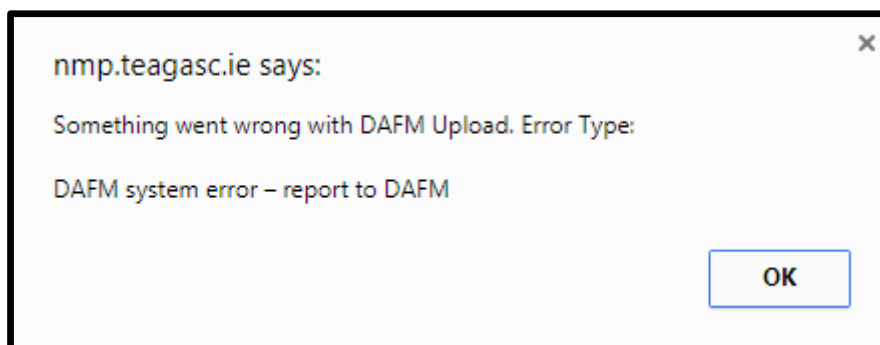 nmp.teagasc.ie says:
Something went wrong with DAFM Upload. Error Type:
DAFM system error – report to DAFM
OK